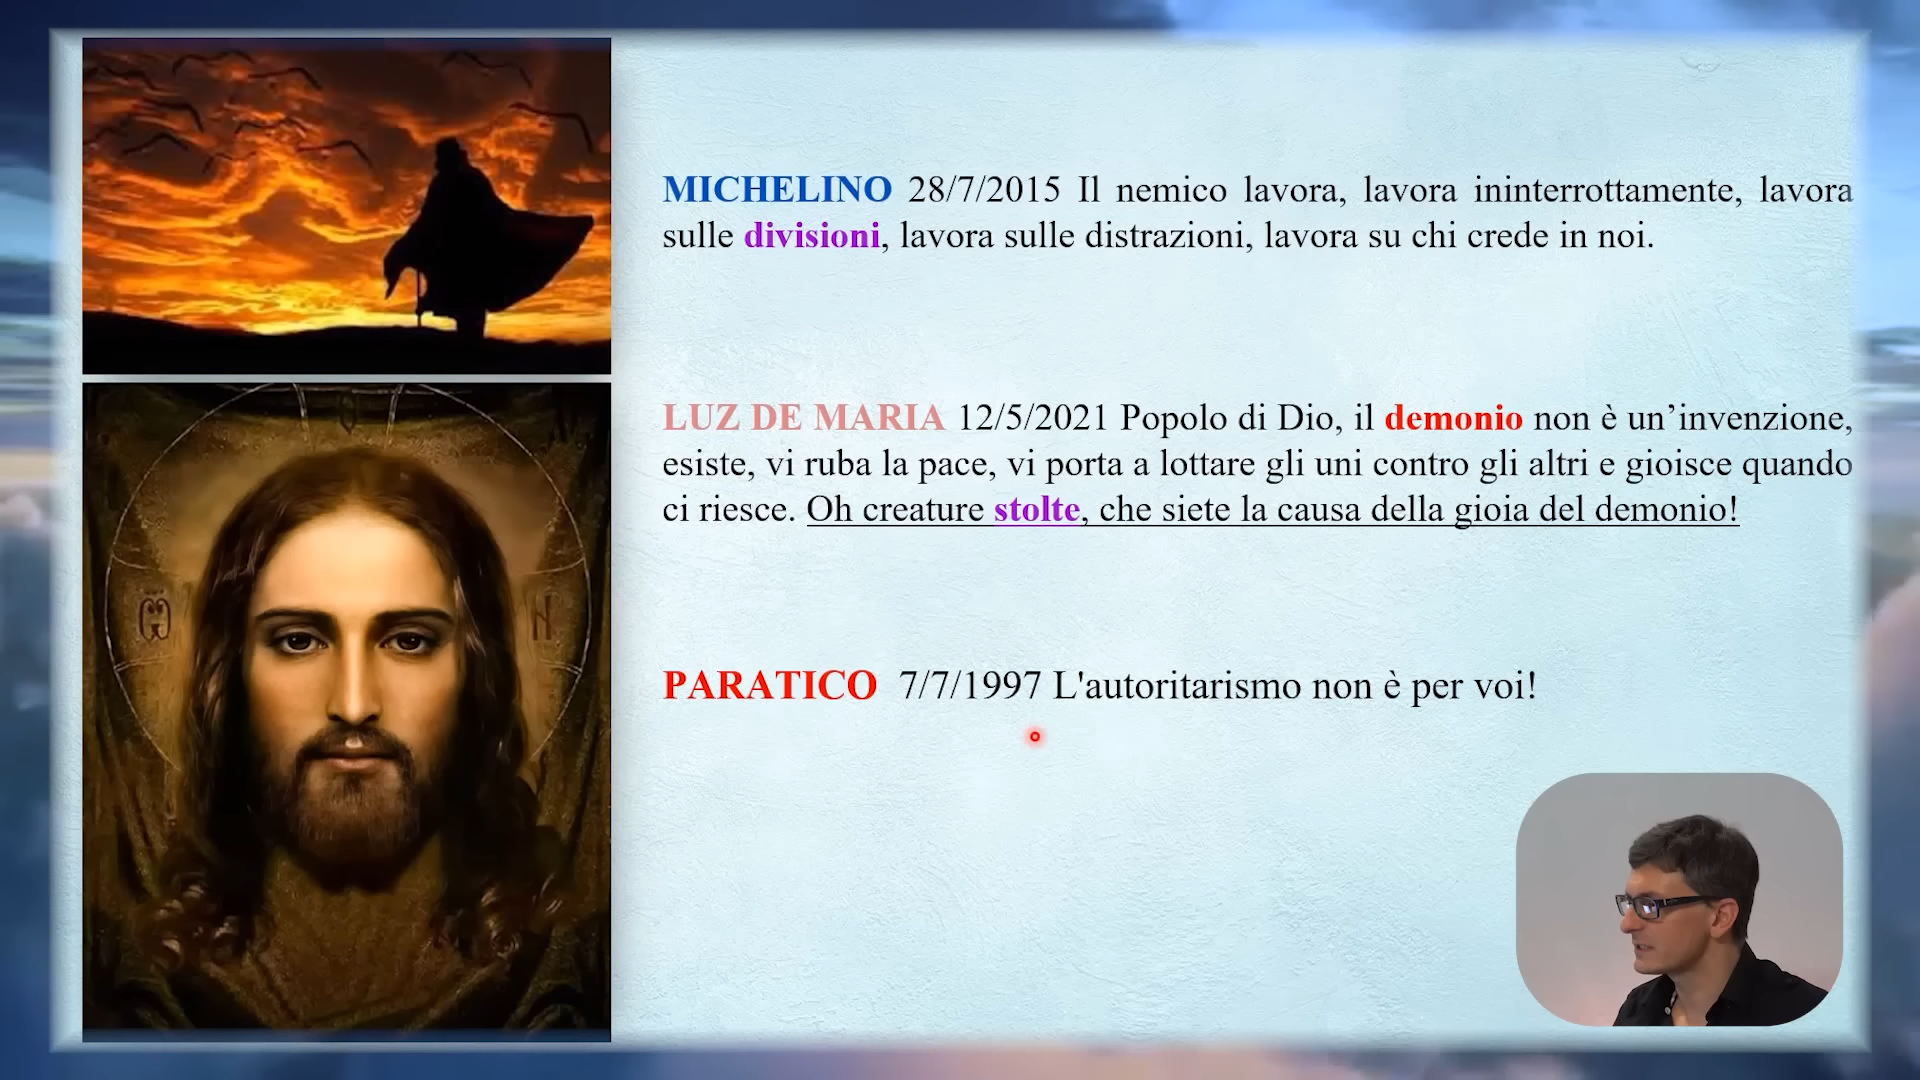 MICHELINO 28/7/2015 Il nemico lavora, lavora ininterrottamente, lavora
sulle divisioni, lavora sulle distrazioni, lavora su chi crede in noi.
LUZ DE MARIA 12/5/2021 Popolo di Dio, il demonio non è un’invenzione,
esiste, vi ruba la pace, vi porta a lottare gli uni contro gli altri e gioisce quando
ci riesce. Oh creature stolte, che siete la causa della gioia del demonio!
PARATICO 7/7/1997 L'autoritarismo non è per voi!